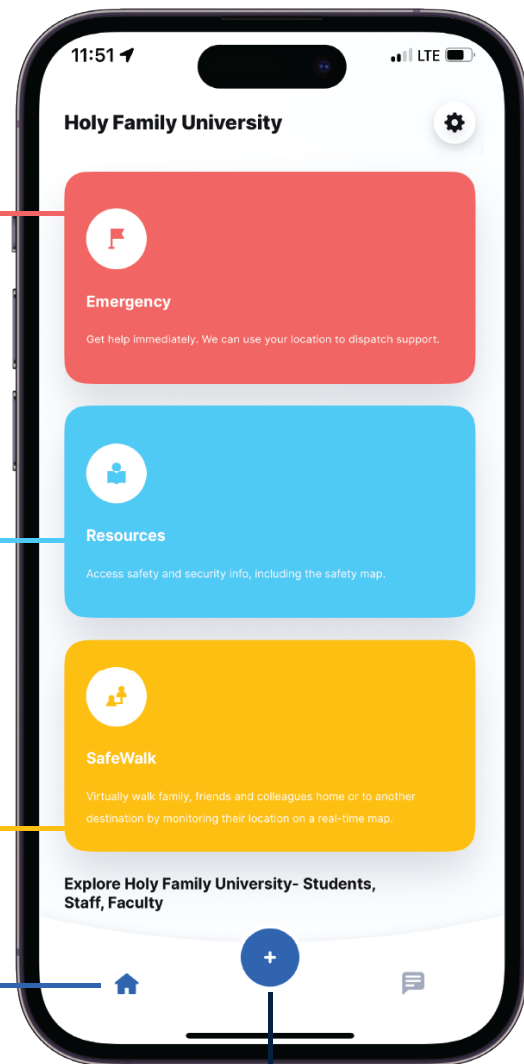 11:51 LTE
Holy Family University
Emergency
Get help immediately. We can use your location to dispatch support.
Resources
Access safety and security info, including the safety map.
SafeWalk
Virtually walk family, friends and colleagues home or to another
destination by monitoring their location on a real-time map.
Explore Holy Family University- Students,
Staff, Faculty